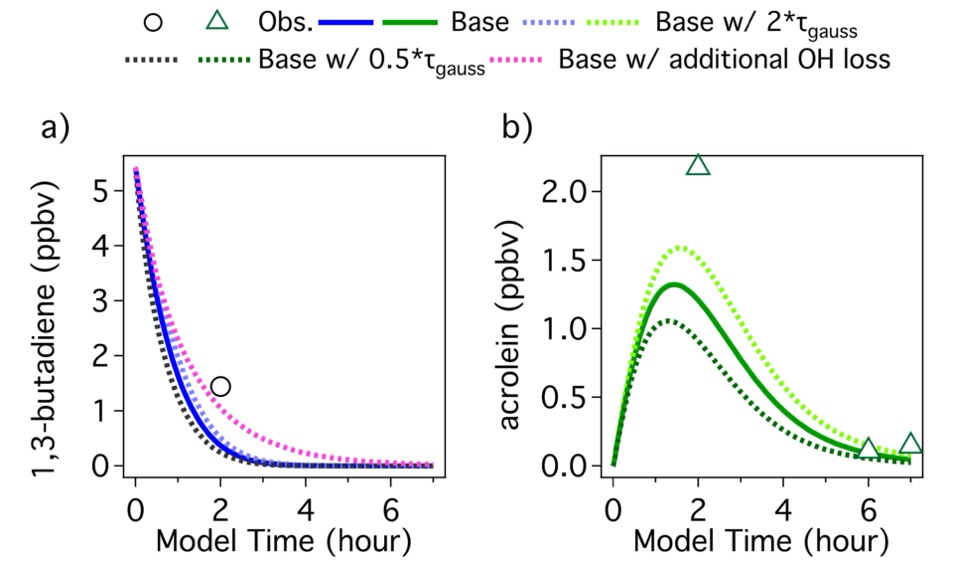 Obs. Base Base w/ 2*τgauss
Base w/ 0.5*τgauss Base w/ additional OH loss
a) b)
1,3-butadiene (ppbv)
5
4
3
2
1
0
0 2 4 6
Model Time (hour)
acrolein (ppbv)
2.0
1.5
1.0
0.5
0.0
0 2 4 6
Model Time (hour)